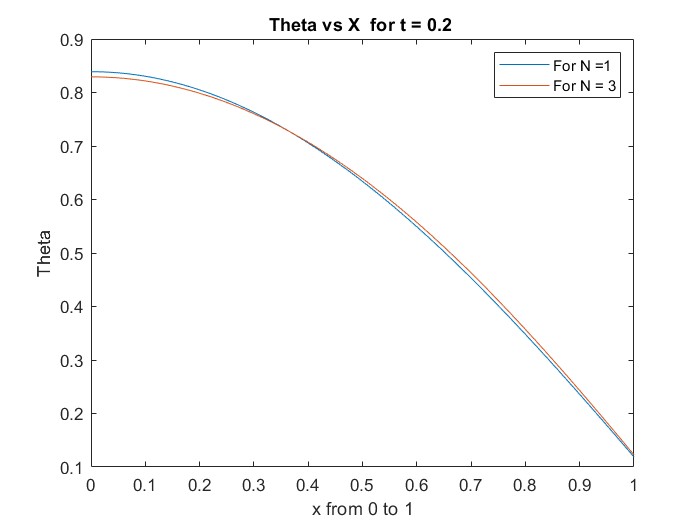 Theta vs X  for t = 0.2
For N =1
For N = 3
Theta
0.9
0.8
0.7
0.6
0.5
0.4
0.3
0.2
0.1
0 0.1 0.2 0.3 0.4 0.5 0.6 0.7 0.8 0.9 1
x from 0 to 1